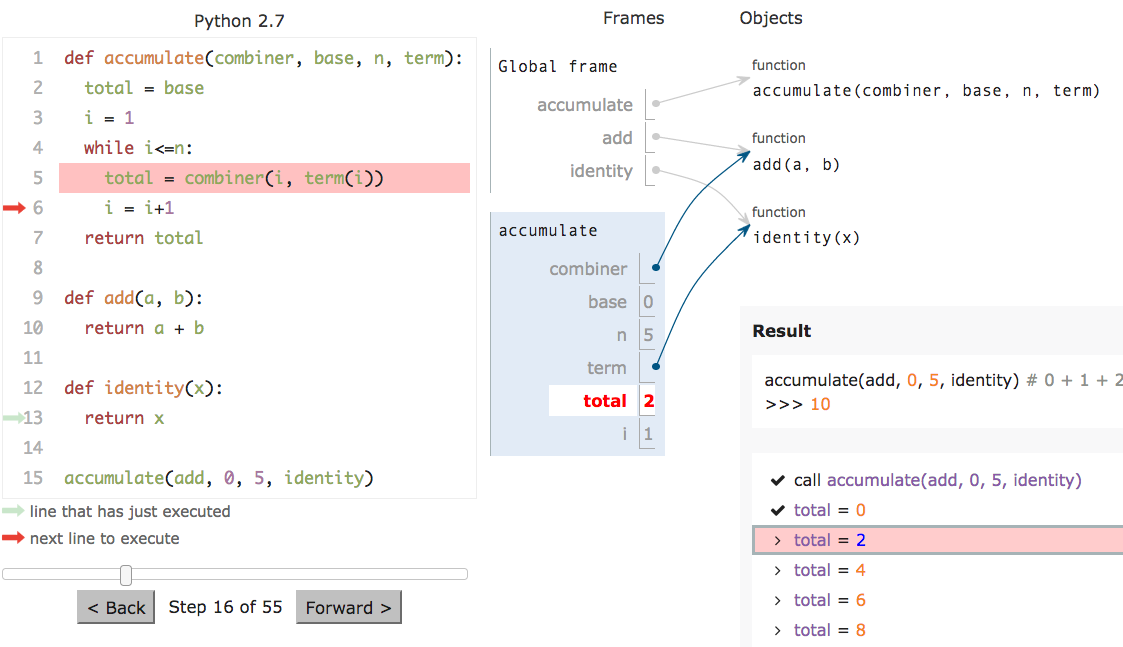 Python 2.7
1 def accumulate(combiner, base, n, term):
2 total = base
3 i = 1
4 while i<=n:
5 total = combiner(i, term(i))
6 i = i+1
7 return total
8
9 def add(a, b):
10 return a + b
11
12 def identity(x):
13 return x
14
15 accumulate(add, 0, 5, identity)
line that has just executed
next line to execute
< Back Step 16 of 55 Forward >
Frames Objects
Global frame
accumulate
add
identity
function
accumulate(combiner, base, n, term)
function
add(a, b)
function
identity(x)
accumulate
combiner
base 0
n 5
term
total 2
i 1
Result
accumulate(add, 0, 5, identity) # 0 + 1 + 2
>>> 10
call accumulate(add, 0, 5, identity)
total = 0
> total = 2
> total = 4
> total = 6
> total = 8